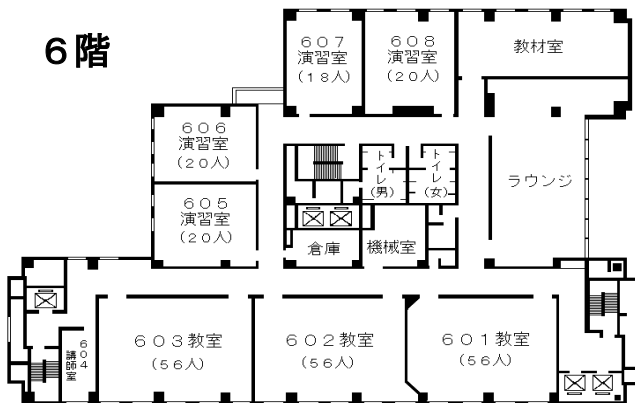 ６階
６０７
演習室
（１８人）
６０８
演習室
（２０人）
教材室
６０６
演習室
（２０人）
トイレ（男）
トイレ（女）
ラウンジ
６０５
演習室
（２０人）
倉庫
機械室
６０３教室
（５６人）
６０２教室
（５６人）
６０１教室
（５６人）
６０４
講師室